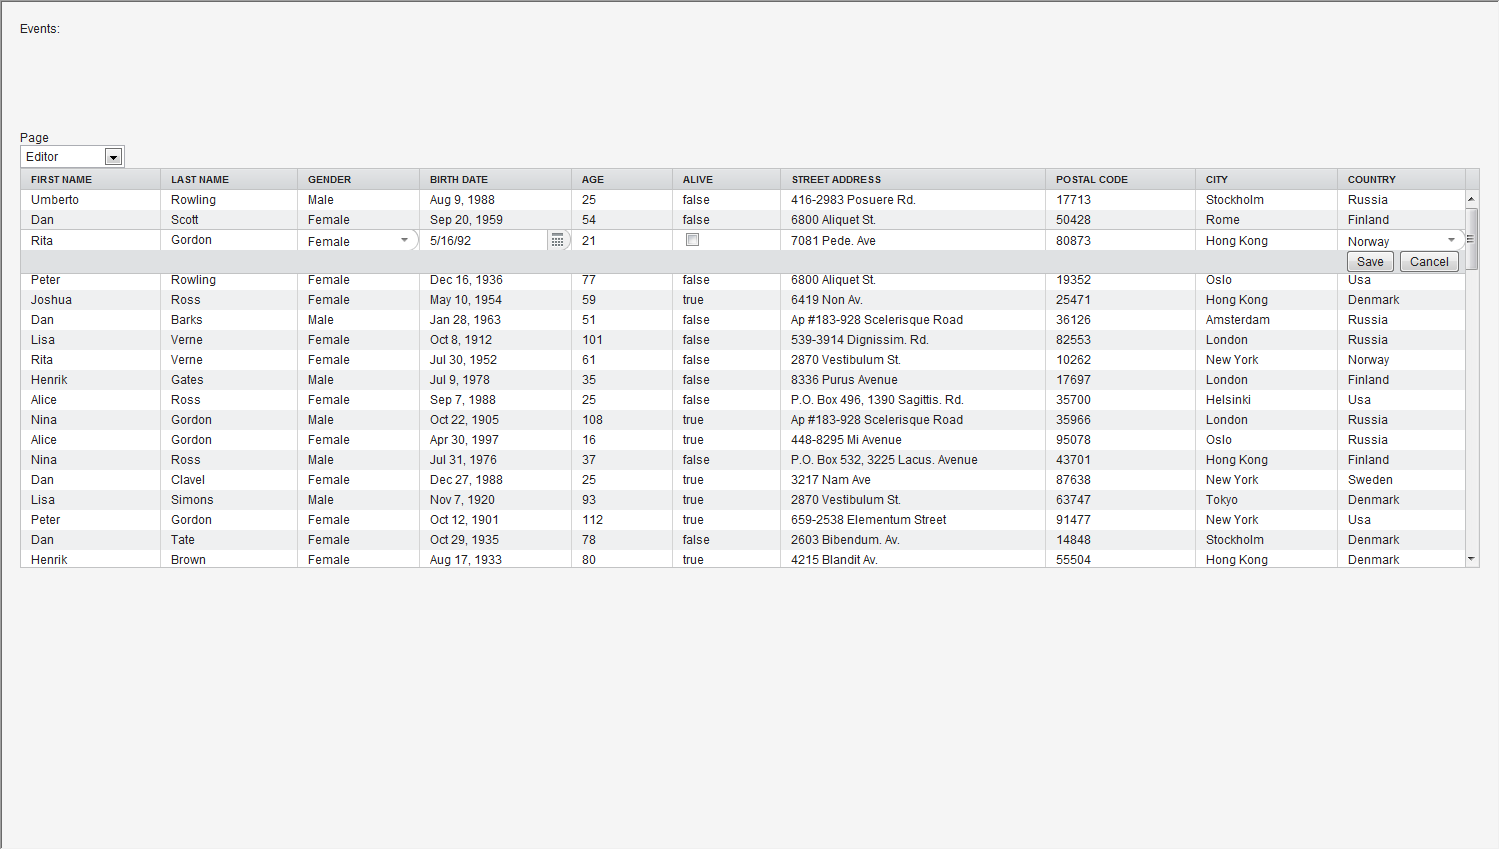 Events:
Page
Editor
FIRST NAME LAST NAME GENDER BIRTH DATE AGE ALIVE STREET ADDRESS POSTAL CODE CITY COUNTRY
Umberto Rowling Male Aug 9, 1988 25 false 416-2983 Posuere Rd. 17713 Stockholm Russia
Dan Scott Female Sep 20, 1959 54 false 6800 Aliquet St. 50428 Rome Finland
Rita Gordon Female 5/16/92 21 7081 Pede. Ave 80873 Hong Kong Norway
Save Cancel
Peter Rowling Female Dec 16, 1936 77 false 6800 Aliquet St. 19352 Oslo Usa
Joshua Ross Female May 10, 1954 59 true 6419 Non Av. 25471 Hong Kong Denmark
Dan Barks Male Jan 28, 1963 51 false Ap #183-928 Scelerisque Road 36126 Amsterdam Russia
Lisa Verne Female Oct 8, 1912 101 false 539-3914 Dignissim. Rd. 82553 London Russia
Rita Verne Female Jul 30, 1952 61 false 2870 Vestibulum St. 10262 New York Norway
Henrik Gates Male Jul 9, 1978 35 false 8336 Purus Avenue 17697 London Finland
Alice Ross Female Sep 7, 1988 25 false P.O. Box 496, 1390 Sagittis. Rd. 35700 Helsinki Usa
Nina Gordon Male Oct 22, 1905 108 true Ap #183-928 Scelerisque Road 35966 London Russia
Alice Gordon Female Apr 30, 1997 16 true 448-8295 Mi Avenue 95078 Oslo Russia
Nina Ross Male Jul 31, 1976 37 false P.O. Box 532, 3225 Lacus. Avenue 43701 Hong Kong Finland
Dan Clavel Female Dec 27, 1988 25 true 3217 Nam Ave 87638 New York Sweden
Lisa Simons Male Nov 7, 1920 93 true 2870 Vestibulum St. 63747 Tokyo Denmark
Peter Gordon Female Oct 12, 1901 112 true 659-2538 Elementum Street 91477 New York Usa
Dan Tate Female Oct 29, 1935 78 false 2603 Bibendum. Av. 14848 Stockholm Denmark
Henrik Brown Female Aug 17, 1933 80 true 4215 Blandit Av. 55504 Hong Kong Denmark